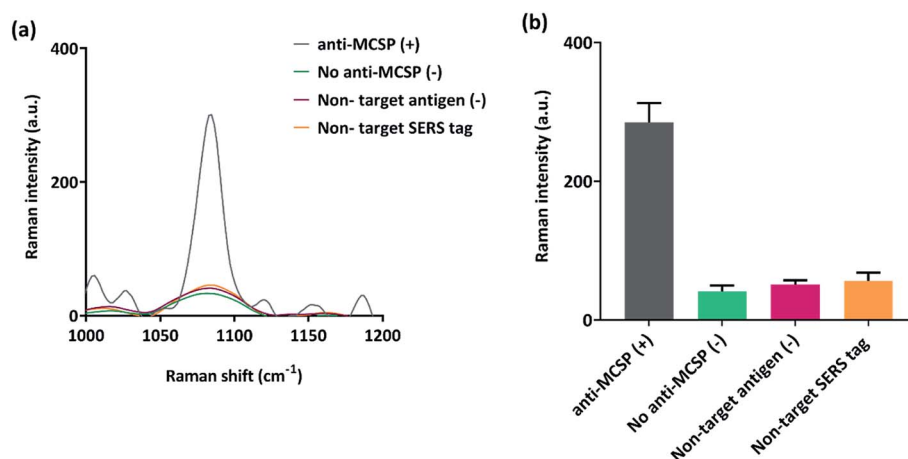 (a)
400
200
0
Raman intensity (a.u.)
1000
1050
1100
1150
1200
Raman shift (cm⁻¹)
anti-MCSP (+)
No anti-MCSP (-)
Non- target antigen (-)
Non- target SERS tag
(b)
400
200
0
Raman intensity (a.u.)
anti-MCSP (+)
No anti-MCSP (-)
Non-target antigen (-)
Non-target SERS tag